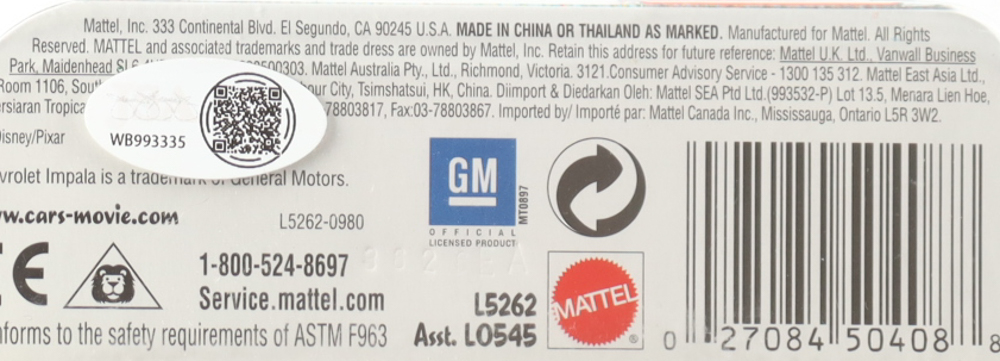 Mattel, Inc. 333 Continental Blvd. El Segundo, CA 90245 U.S.A. MADE IN CHINA OR THAILAND AS MARKED. Manufactured for Mattel. All Rights
Reserved. MATTEL and associated trademarks and trade dress are owned by Mattel, Inc. Retain this address for future reference: Mattel U.K. Ltd., Vanwall Business
Park, Maidenhead 500303. Mattel Australia Pty., Ltd., Richmond, Victoria. 3121.Consumer Advisory Service - 1300 135 312. Mattel East Asia Ltd.,
Room 1106, City, Tsimshatsui, HK, China. Diimport & Diedarkan Oleh: Mattel SEA Ptd Ltd.(993532-P) Lot 13.5, Menara Lien Hoe,
ersiaran Tropica 78803817, Fax:03-78803867. Imported by/ Importé par: Mattel Canada Inc., Mississauga, Ontario L5R 3W2.
WB993335
isney/Pixar
vrolet Impala is a trademark of General Motors.
w.cars-movie.com
L5262-0980
GM
OFFICIAL
LICENSED PRODUCT
MT0897
CE
1-800-524-8697
Service.mattel.com
L5262
Asst. L0545
MATTEL
nforms to the safety requirements of ASTM F963
0 27084 50408 8